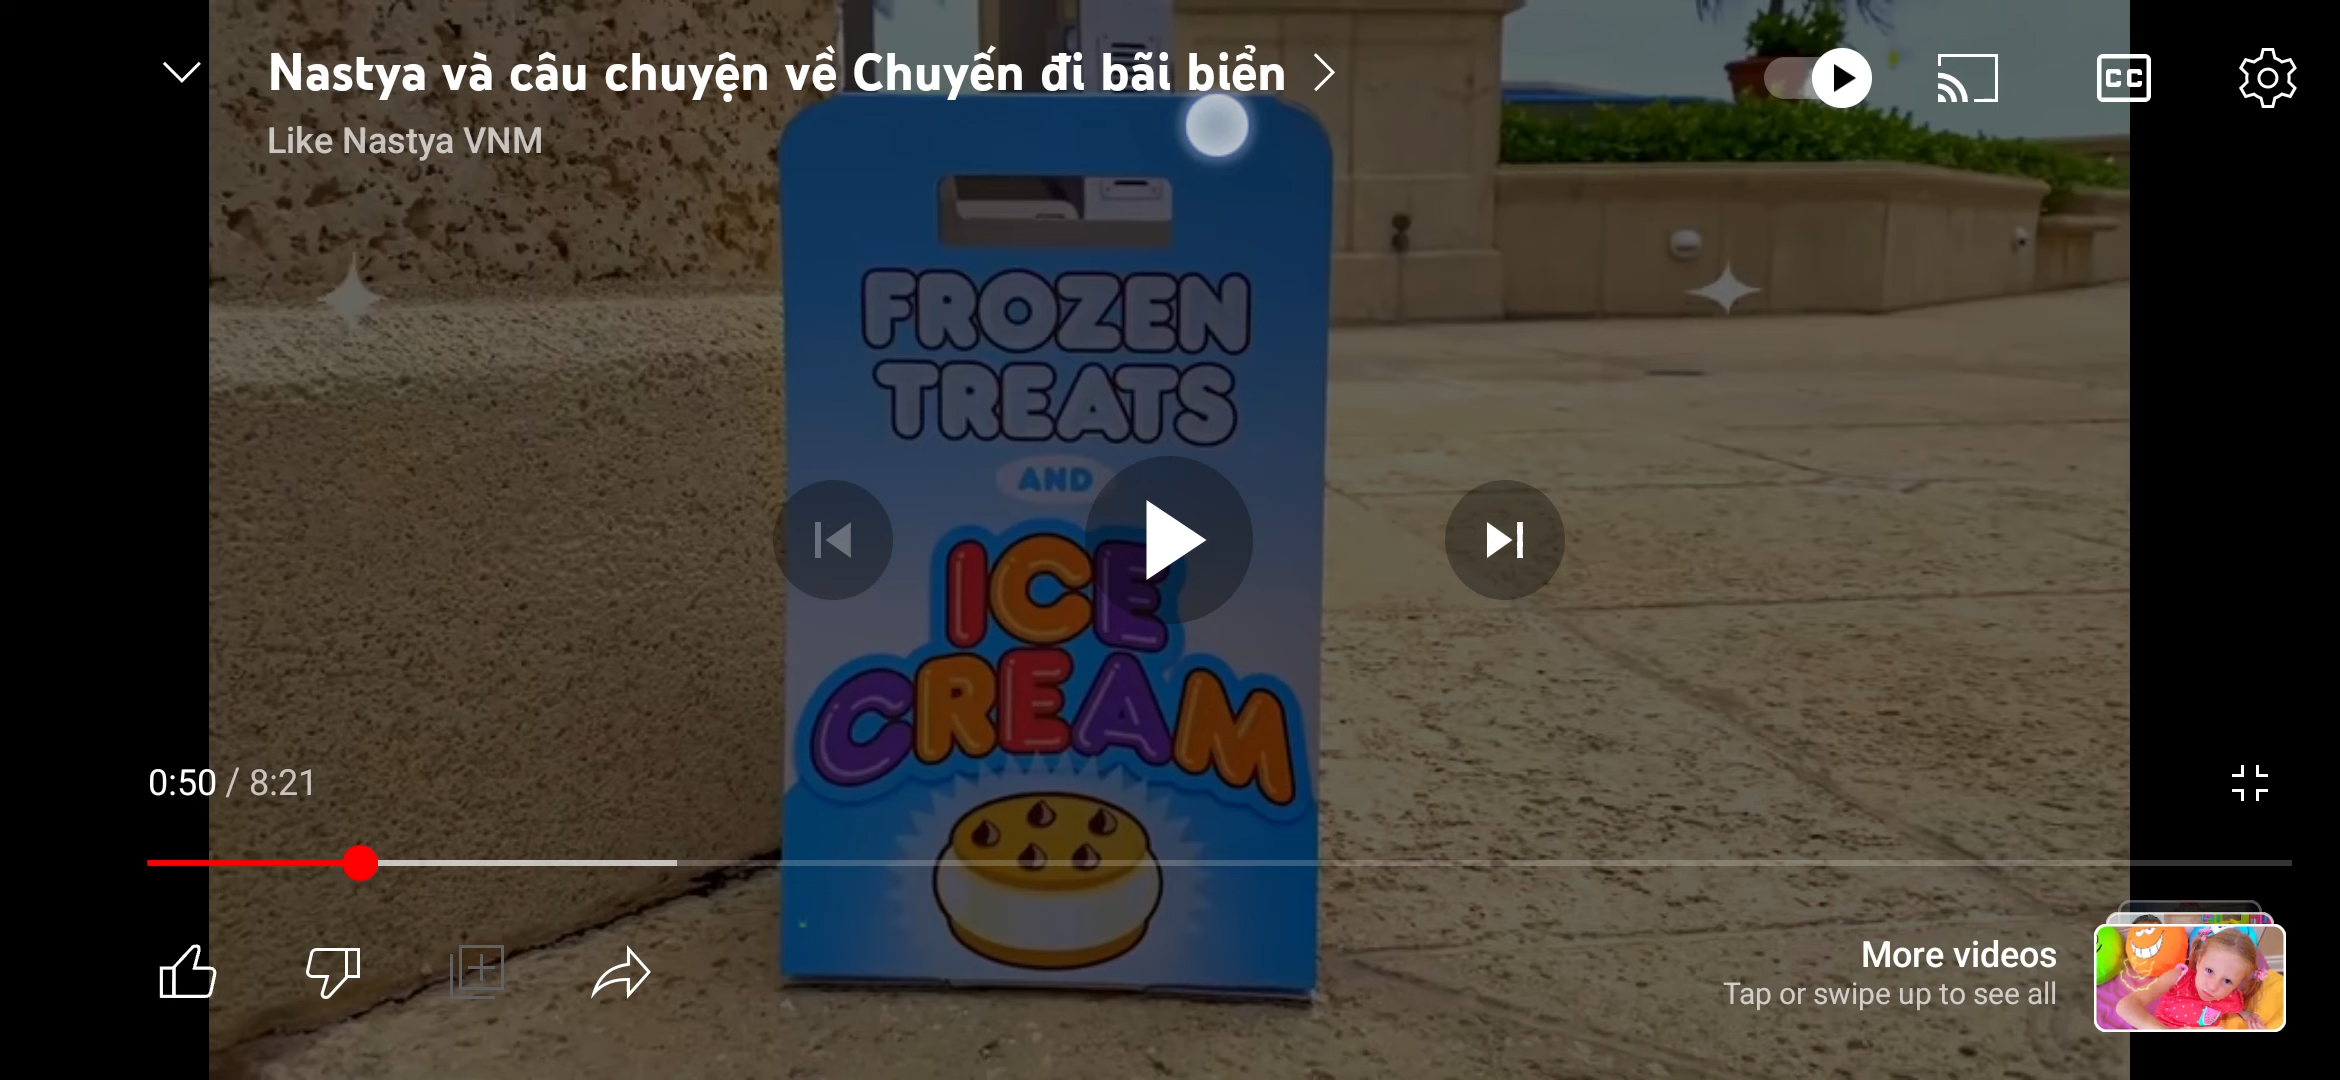 Nastya và câu chuyện về Chuyến đi bãi biển
Like Nastya VNM
CC
FROZEN
TREATS
AND
ICE
CREAM
0:50 / 8:21
More videos
Tap or swipe up to see all